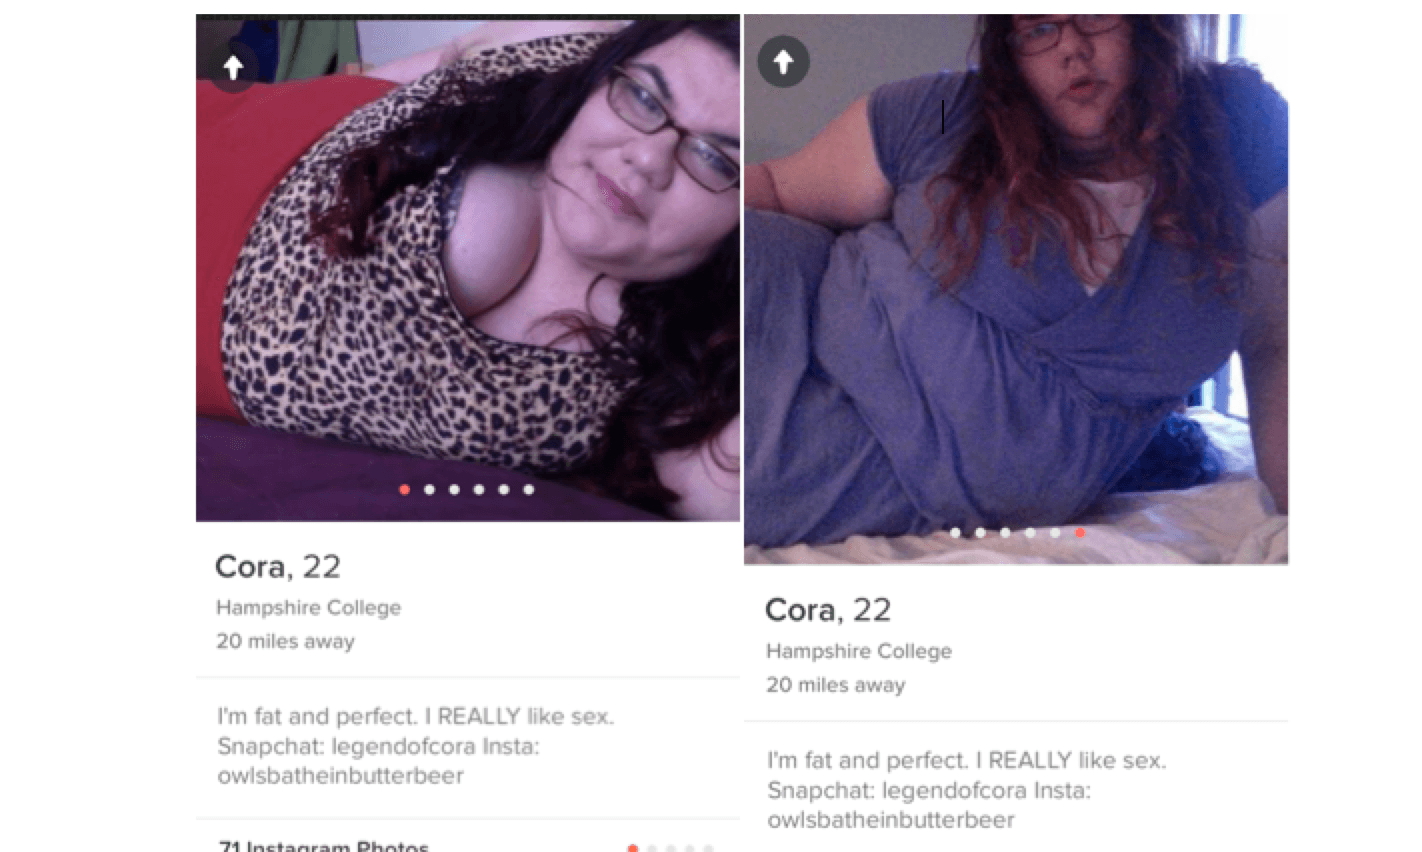 Cora, 22
Hampshire College
20 miles away
I'm fat and perfect. I REALLY like sex.
Snapchat: legendofcora Insta:
owlsbatheinbutterbeer
71 Instagram Photos
Cora, 22
Hampshire College
20 miles away
I'm fat and perfect. I REALLY like sex.
Snapchat: legendofcora Insta:
owlsbatheinbutterbeer